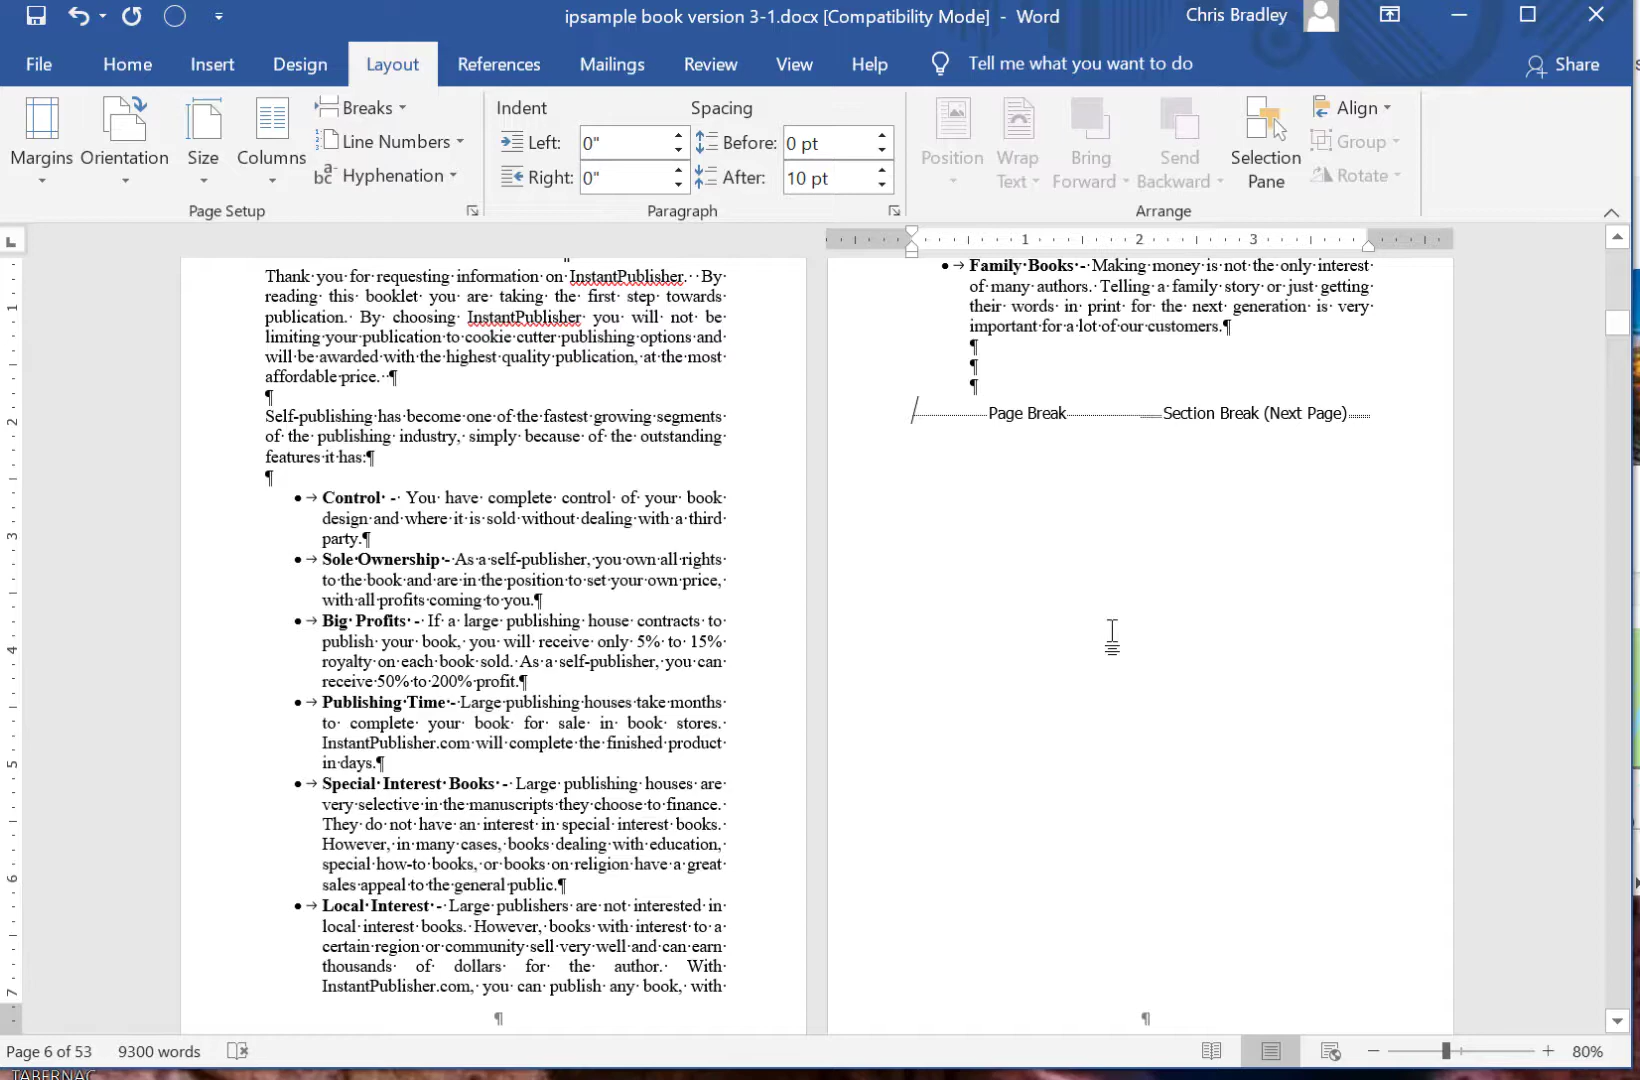 ipsample book version 3-1.docx [Compatibility Mode] - Word
Chris Bradley
File Home Insert Design Layout References Mailings Review View Help Tell me what you want to do Share
Margins
Orientation
Size
Columns
Breaks
Line Numbers
Hyphenation
Page Setup
Indent
Left: 0"
Right: 0"
Spacing
Before: 0 pt
After: 10 pt
Paragraph
Position
Wrap Text
Bring Forward
Send Backward
Selection Pane
Align
Group
Rotate
Arrange
1 2 3
1
2
3
4
5
6
7
Thank you for requesting information on InstantPublisher. By
reading this booklet you are taking the first step towards
publication. By choosing InstantPublisher you will not be
limiting your publication to cookie cutter publishing options and
will be awarded with the highest quality publication, at the most
affordable price. ¶
¶
Self-publishing has become one of the fastest growing segments
of the publishing industry, simply because of the outstanding
features it has:¶
¶
• → Control - You have complete control of your book
design and where it is sold without dealing with a third
party.¶
• → Sole Ownership - As a self-publisher, you own all rights
to the book and are in the position to set your own price,
with all profits coming to you.¶
• → Big Profits - If a large publishing house contracts to
publish your book, you will receive only 5% to 15%
royalty on each book sold. As a self-publisher, you can
receive 50% to 200% profit.¶
• → Publishing Time - Large publishing houses take months
to complete your book for sale in book stores.
InstantPublisher.com will complete the finished product
in days.¶
• → Special Interest Books - Large publishing houses are
very selective in the manuscripts they choose to finance.
They do not have an interest in special interest books.
However, in many cases, books dealing with education,
special how-to books, or books on religion have a great
sales appeal to the general public.¶
• → Local Interest - Large publishers are not interested in
local interest books. However, books with interest to a
certain region or community sell very well and can earn
thousands of dollars for the author. With
InstantPublisher.com, you can publish any book, with
¶
• → Family Books - Making money is not the only interest
of many authors. Telling a family story or just getting
their words in print for the next generation is very
important for a lot of our customers.¶
¶
¶
¶
Page Break Section Break (Next Page)
¶
Page 6 of 53 9300 words 80%
TABERNAC